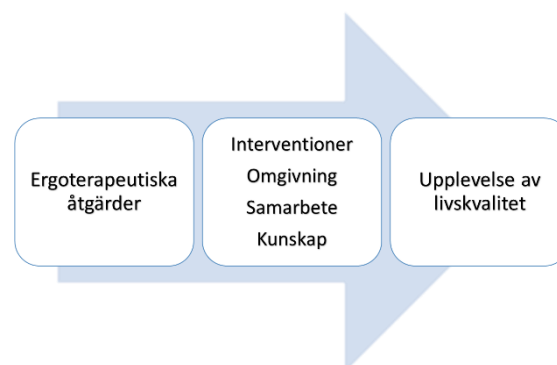 Ergoterapeutiska
åtgärder
Interventioner
Omgivning
Samarbete
Kunskap
Upplevelse av
livskvalitet